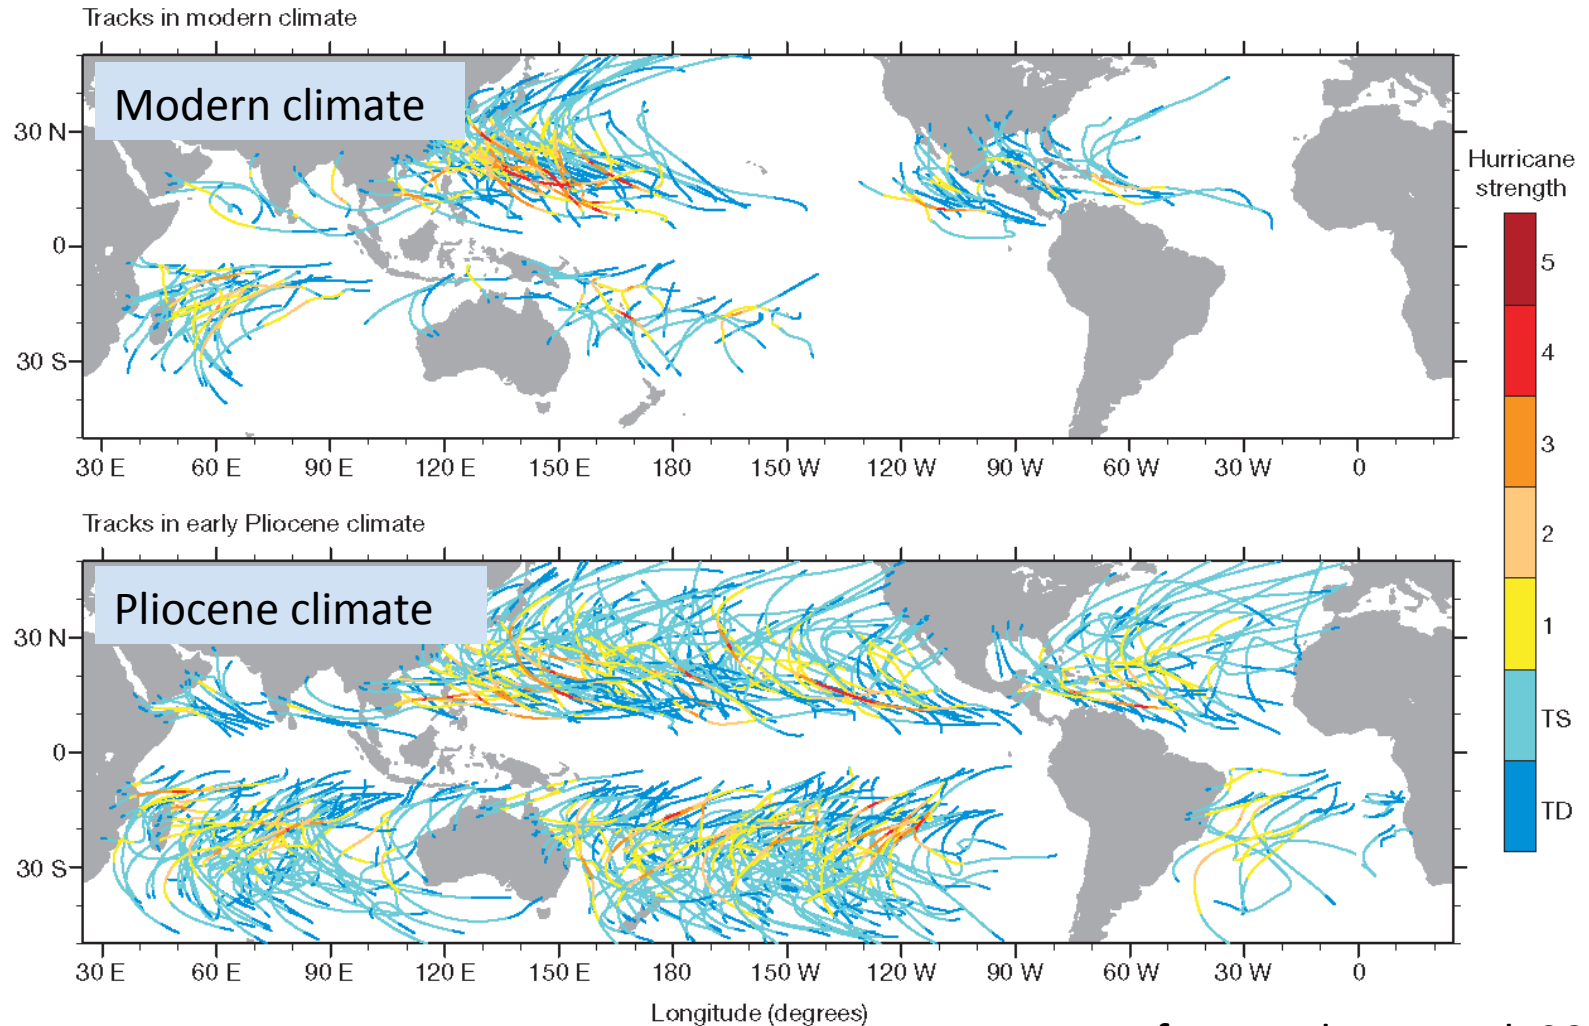 Tracks in modern climate
Modern climate
30 N
0
30 S
30 E 60 E 90 E 120 E 150 E 180 150 W 120 W 90 W 60 W 30 W 0
Hurricane
strength
5
4
3
2
1
TS
TD
Tracks in early Pliocene climate
Pliocene climate
30 N
0
30 S
30 E 60 E 90 E 120 E 150 E 180 150 W 120 W 90 W 60 W 30 W 0
Longitude (degrees)